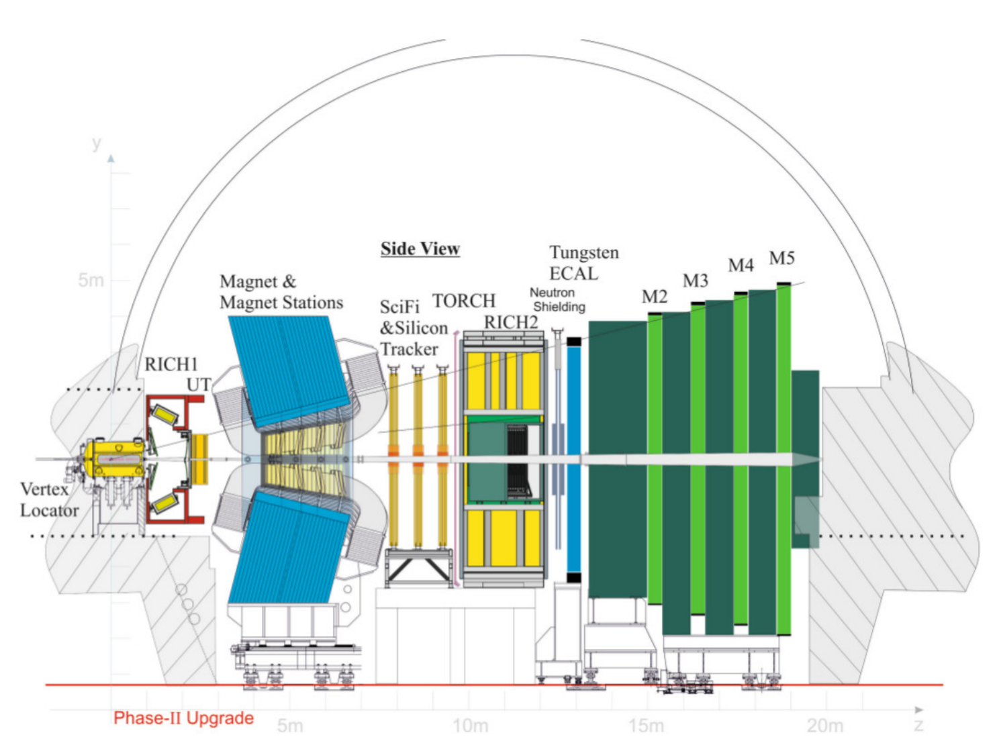 y
5m
Side View
Magnet &
Magnet Stations
SciFi
&Silicon
Tracker
TORCH
RICH2
Tungsten
ECAL
Neutron
Shielding
M2
M3
M4
M5
RICH1
UT
Vertex
Locator
Phase-II Upgrade
5m
10m
15m
20m
z